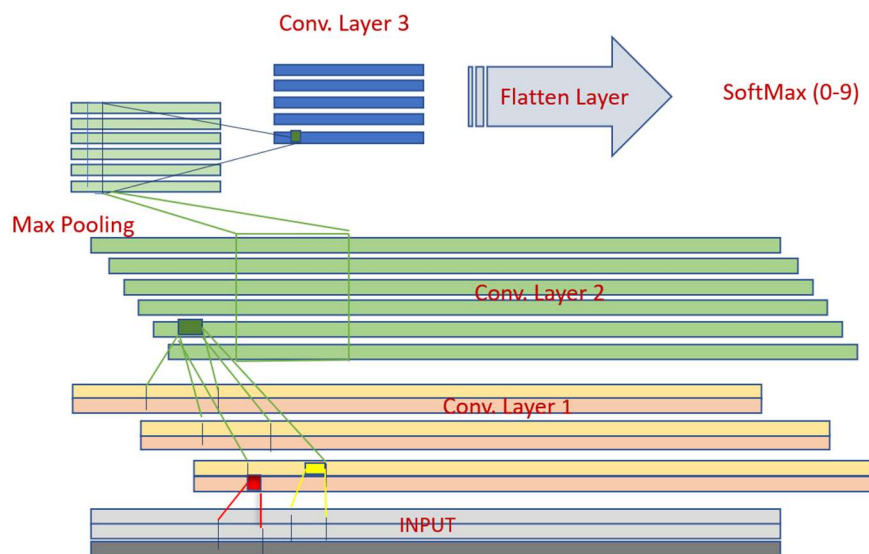 Conv. Layer 3
Flatten Layer
SoftMax (0-9)
Max Pooling
Conv. Layer 2
Conv. Layer 1
INPUT